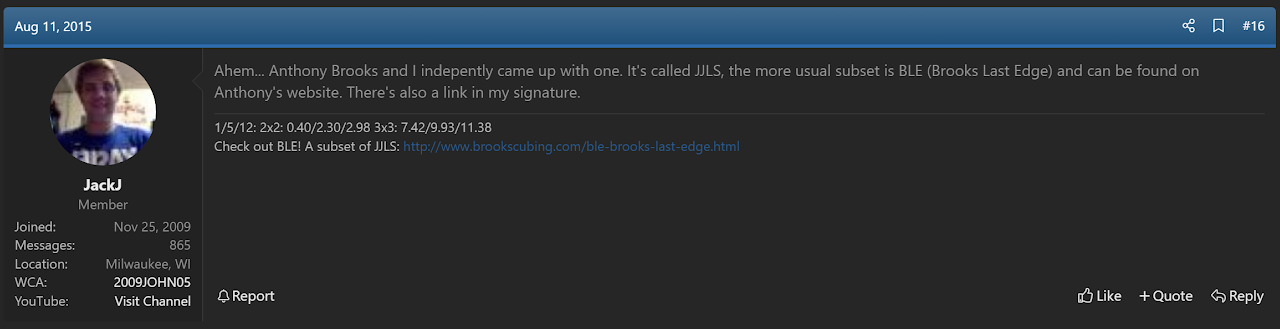 Aug 11, 2015
#16
Ahem... Anthony Brooks and I indepently came up with one. It's called JJLS, the more usual subset is BLE (Brooks Last Edge) and can be found on
Anthony's website. There's also a link in my signature.
1/5/12: 2x2: 0.40/2.30/2.98 3x3: 7.42/9.93/11.38
Check out BLE! A subset of JJLS: http://www.brookscubing.com/ble-brooks-last-edge.html
JackJ
Member
Joined: Nov 25, 2009
Messages: 865
Location: Milwaukee, WI
WCA: 2009JOHN05
YouTube: Visit Channel
Report
Like
+ Quote
Reply